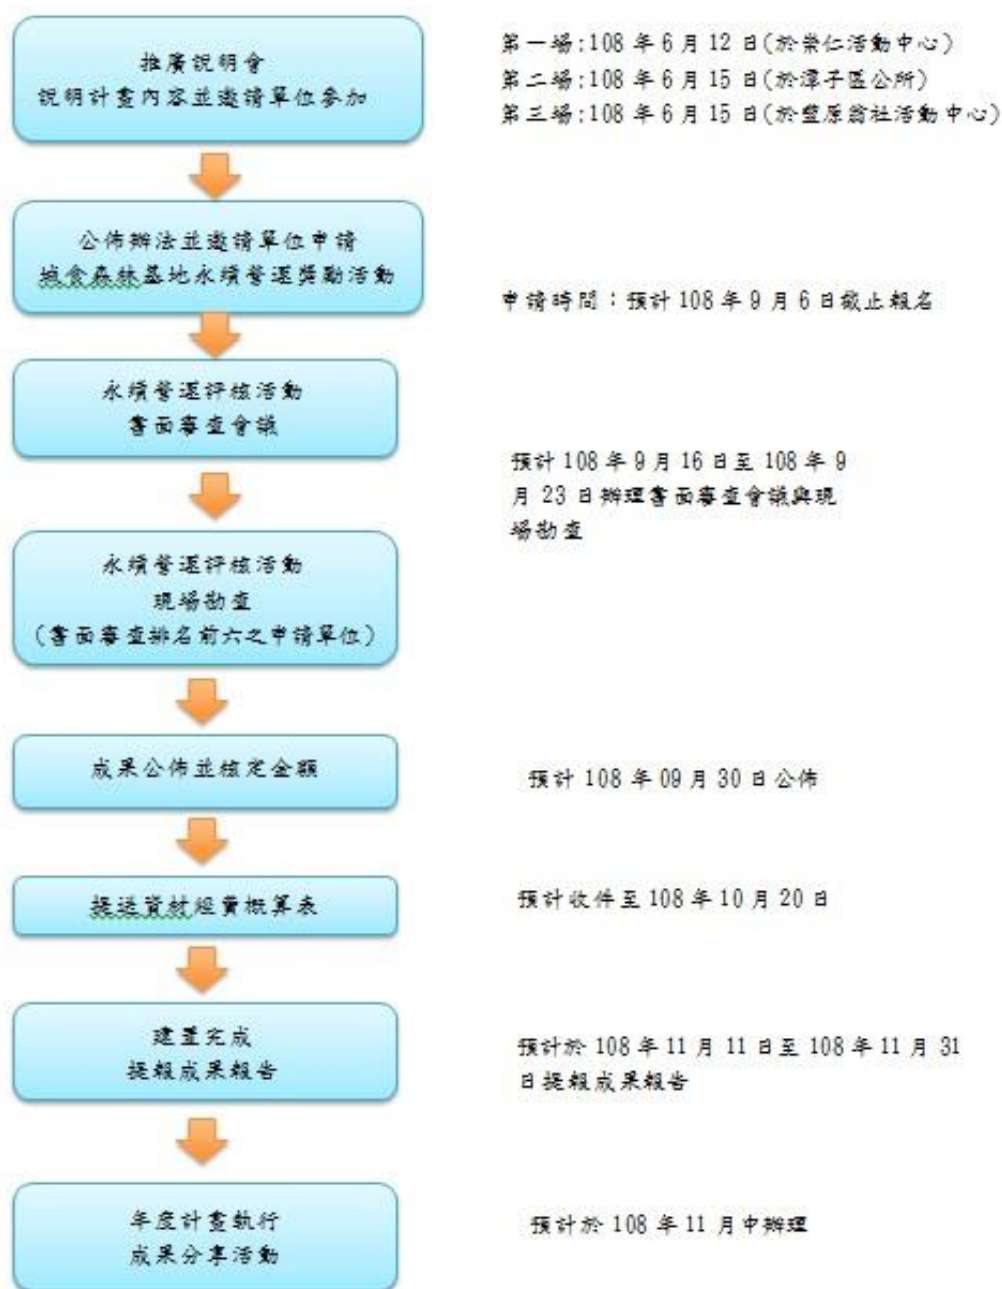 推廣說明會
說明計畫內容並邀請單位參加
第一場:108 年 6 月 12 日(於崇仁活動中心)
第二場:108 年 6 月 15 日(於潭子區公所)
第三場:108 年 6 月 15 日(於豐原翁社活動中心)
公佈辦法並邀請單位申請
城食森林基地永續營運獎勵活動
申請時間：預計 108 年 9 月 6 日截止報名
永續營運評核活動
書面審查會議
預計 108 年 9 月 16 日至 108 年 9
月 23 日辦理書面審查會議與現
場勘查
永續營運評核活動
現場勘查
(書面審查排名前六之申請單位)
成果公佈並核定金額
預計 108 年 09 月 30 日公佈
提送資材經費概算表
預計收件至 108 年 10 月 20 日
建置完成
提報成果報告
預計於 108 年 11 月 11 日至 108 年 11 月 31
日提報成果報告
年度計畫執行
成果分享活動
預計於 108 年 11 月中辦理